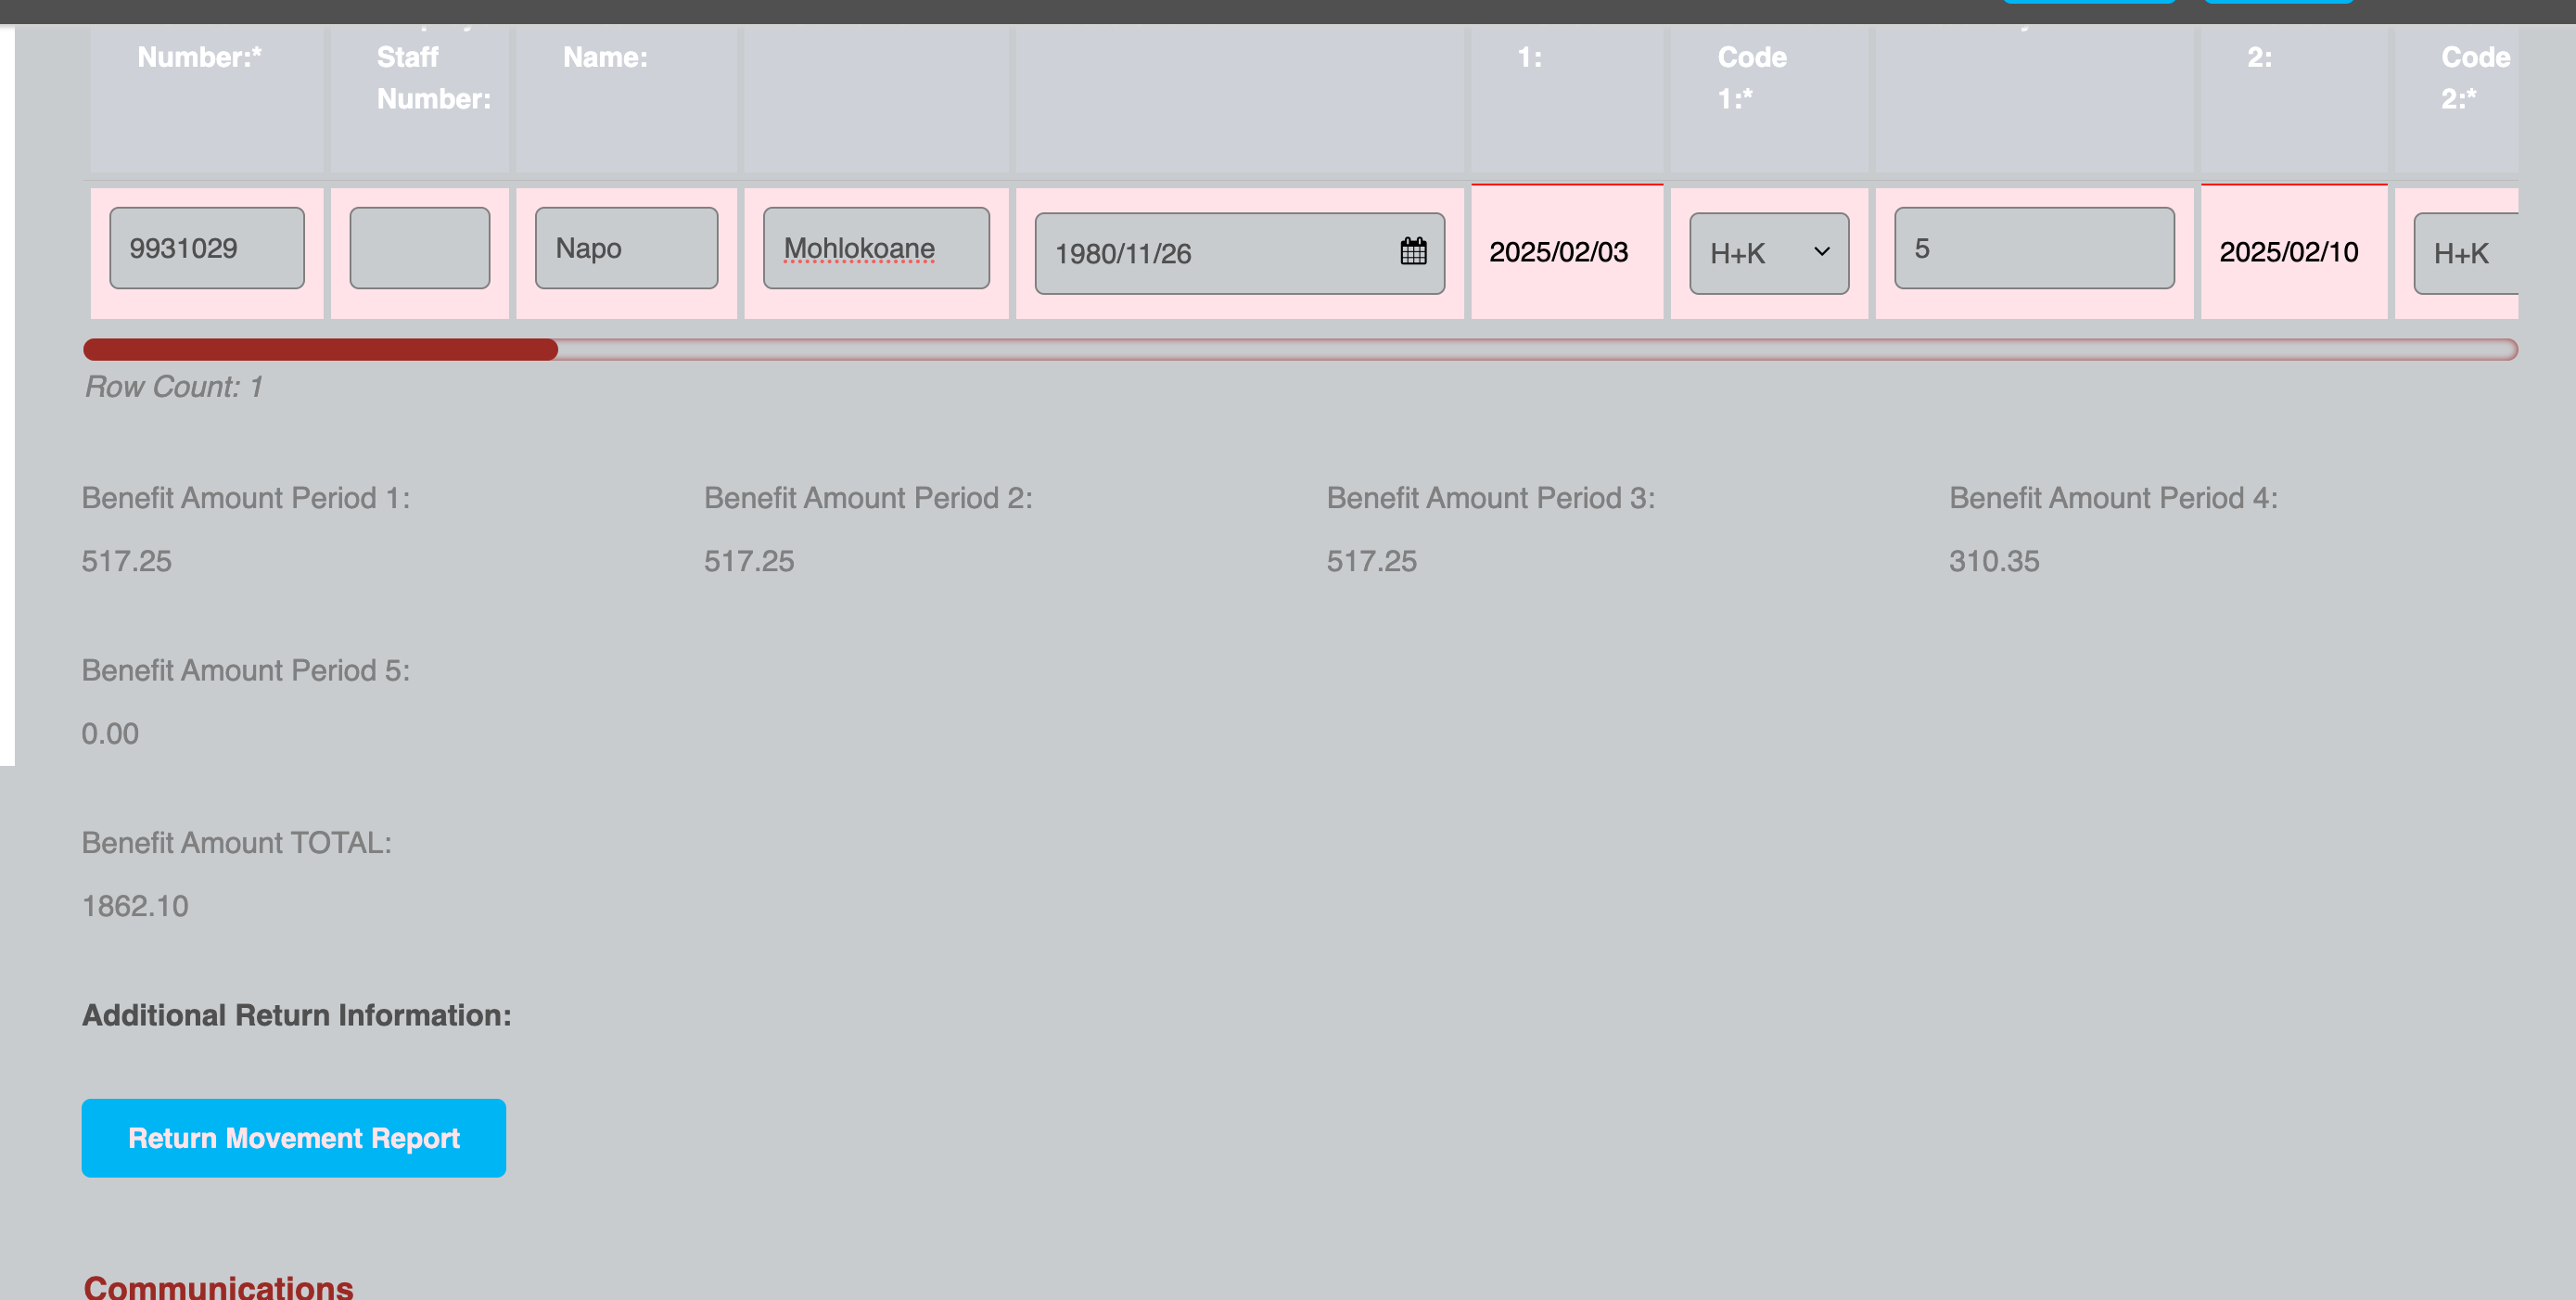 Number:*
Staff
Number:
Name:
1:
Code
1:*
2:
Code
2:*
9931029
Napo
Mohlokoane
1980/11/26
2025/02/03
H+K
5
2025/02/10
H+K
Row Count: 1
Benefit Amount Period 1:
Benefit Amount Period 2:
Benefit Amount Period 3:
Benefit Amount Period 4:
517.25
517.25
517.25
310.35
Benefit Amount Period 5:
0.00
Benefit Amount TOTAL:
1862.10
Additional Return Information:
Return Movement Report
Communications